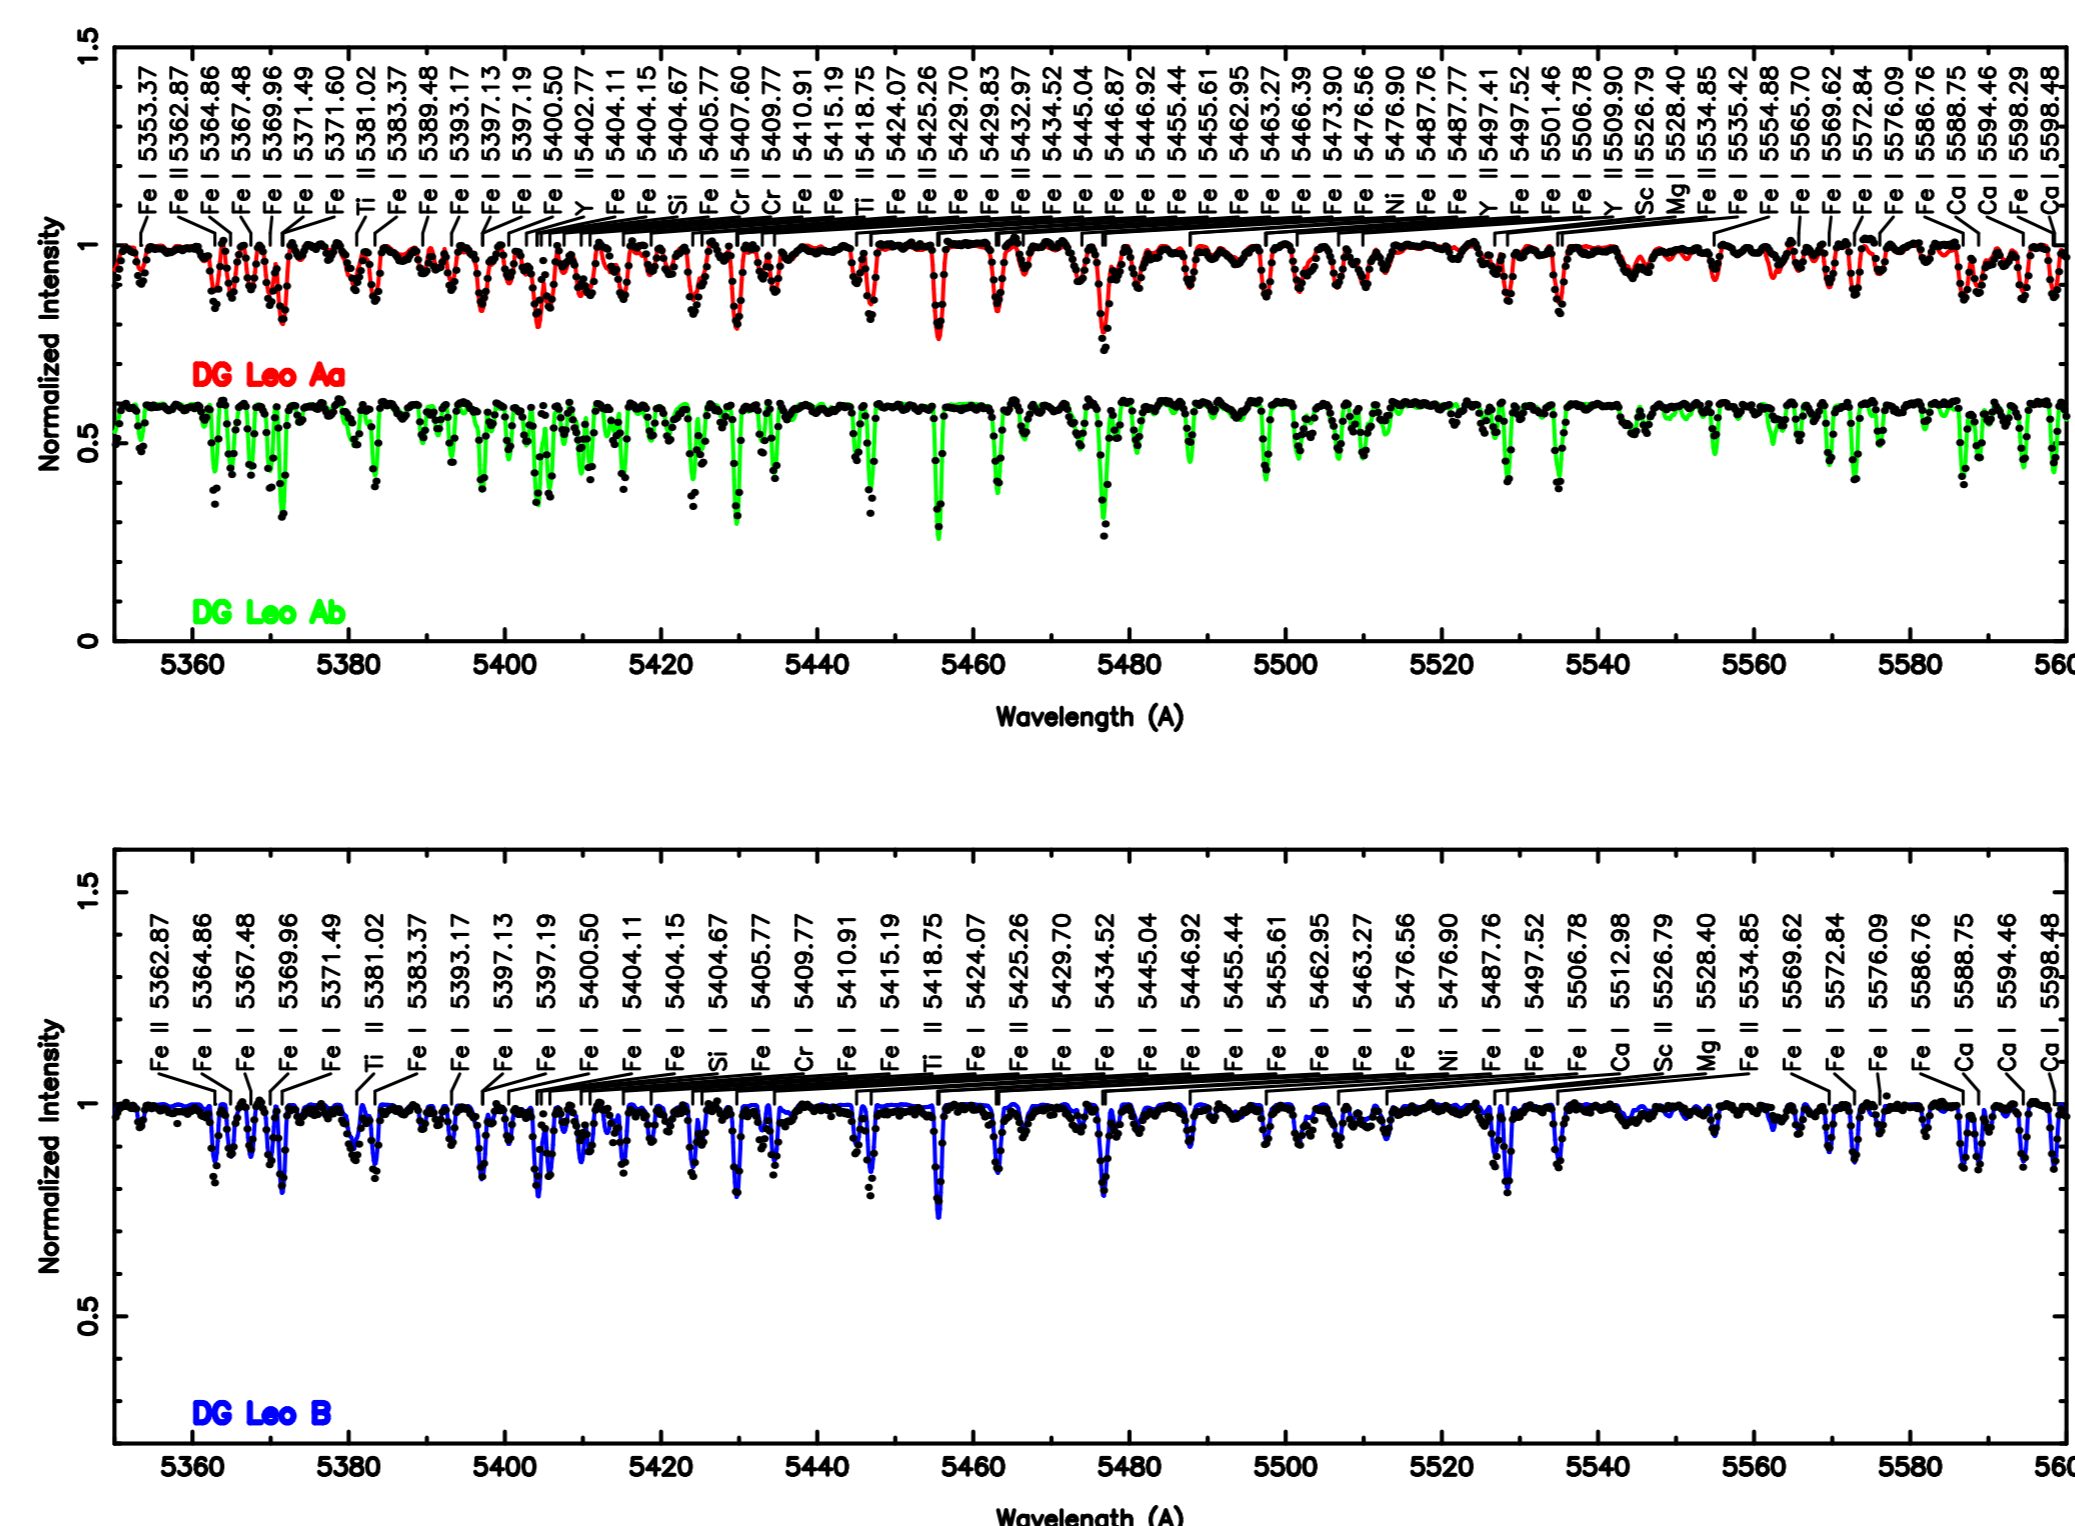 1.5
1
0.5
0
Normalized Intensity
Fe I 5353.37
Fe II 5362.87
Fe I 5364.86
Fe I 5367.48
Fe I 5369.96
Fe I 5371.49
Fe I 5371.60
Ti II 5381.02
Fe I 5383.37
Fe I 5389.48
Fe I 5393.17
Fe I 5397.13
Fe I 5397.19
Fe I 5400.50
Y II 5402.77
Fe I 5404.11
Fe I 5404.15
Si I 5404.67
Fe I 5405.77
Cr II 5407.60
Cr I 5409.77
Fe I 5410.91
Fe I 5415.19
Ti II 5418.75
Fe I 5424.07
Fe II 5425.26
Fe I 5429.70
Fe I 5429.83
Fe II 5432.97
Fe I 5434.52
Fe I 5445.04
Fe I 5446.87
Fe I 5446.92
Fe I 5455.44
Fe I 5455.61
Fe I 5462.95
Fe I 5463.27
Fe I 5466.39
Fe I 5473.90
Fe I 5476.56
Ni I 5476.90
Fe I 5487.76
Fe I 5487.77
Y II 5497.41
Fe I 5497.52
Fe I 5501.46
Fe I 5506.78
Y II 5509.90
Sc II 5526.79
Mg I 5528.40
Fe II 5534.85
Fe I 5535.42
Fe I 5554.88
Fe I 5565.70
Fe I 5569.62
Fe I 5572.84
Fe I 5576.09
Fe I 5586.76
Ca I 5588.75
Ca I 5594.46
Fe I 5598.29
Ca I 5598.48
DG Leo Aa
DG Leo Ab
5360 5380 5400 5420 5440 5460 5480 5500 5520 5540 5560 5580 560
Wavelength (A)
1.5
1
0.5
Normalized Intensity
Fe II 5362.87
Fe I 5364.86
Fe I 5367.48
Fe I 5369.96
Fe I 5371.49
Ti II 5381.02
Fe I 5383.37
Fe I 5393.17
Fe I 5397.13
Fe I 5397.19
Fe I 5400.50
Fe I 5404.11
Fe I 5404.15
Si I 5404.67
Fe I 5405.77
Cr I 5409.77
Fe I 5410.91
Fe I 5415.19
Ti II 5418.75
Fe I 5424.07
Fe II 5425.26
Fe I 5429.70
Fe I 5434.52
Fe I 5445.04
Fe I 5446.92
Fe I 5455.44
Fe I 5455.61
Fe I 5462.95
Fe I 5463.27
Fe I 5476.56
Ni I 5476.90
Fe I 5487.76
Fe I 5497.52
Fe I 5506.78
Ca I 5512.98
Sc II 5526.79
Mg I 5528.40
Fe II 5534.85
Fe I 5569.62
Fe I 5572.84
Fe I 5576.09
Fe I 5586.76
Ca I 5588.75
Ca I 5594.46
Ca I 5598.48
DG Leo B
5360 5380 5400 5420 5440 5460 5480 5500 5520 5540 5560 5580 560
Wavelength (A)